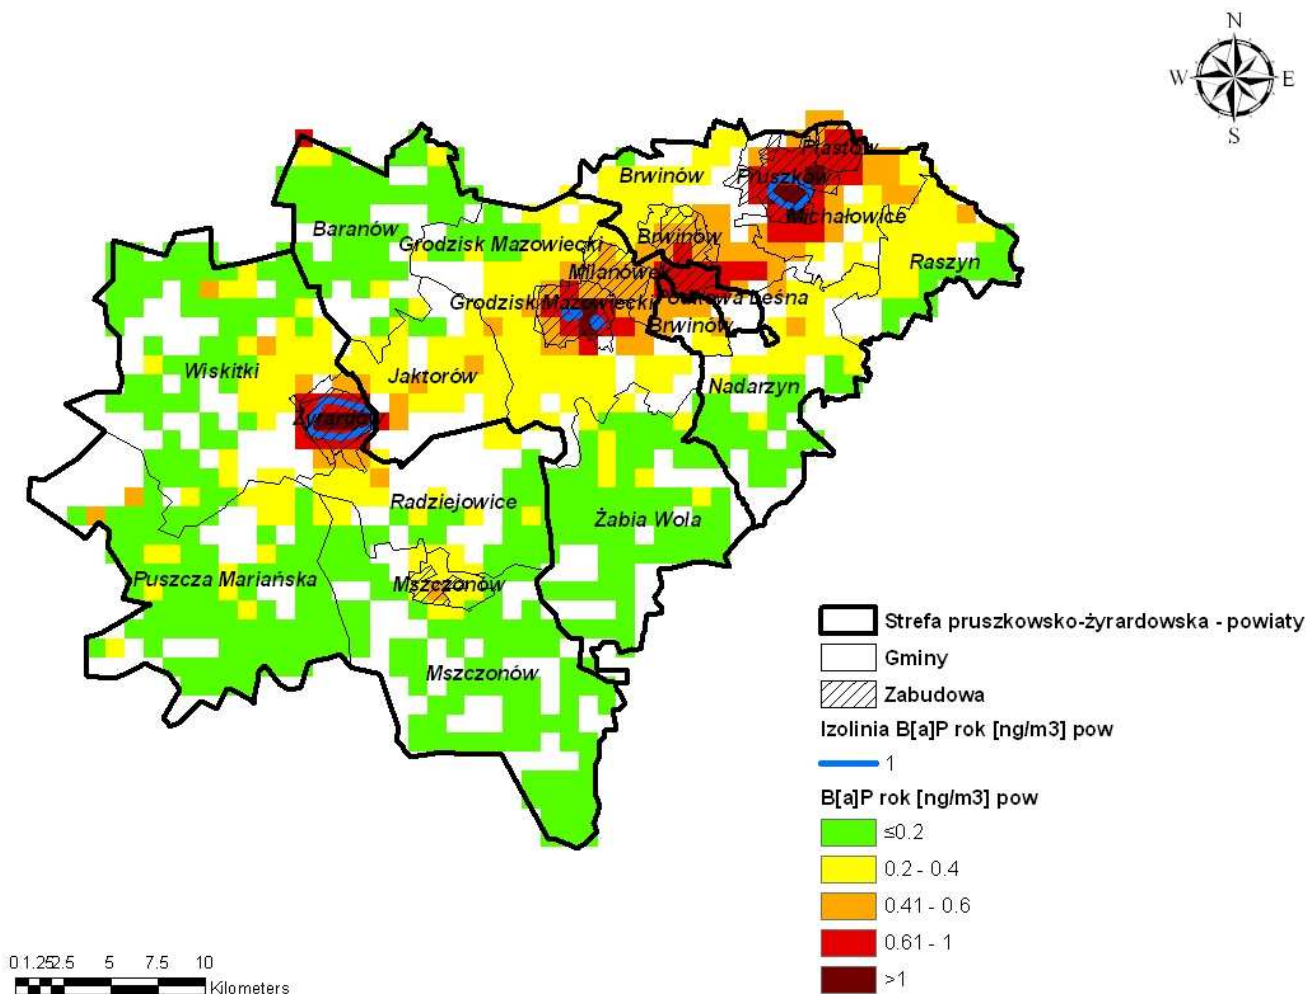 N
W E
S
Piastów
Brwinów
Pruszków
Michałowice
Baranów
Grodzisk Mazowiecki
Brwinów
Raszyn
Milanówek
Grodzisk Mazowiecki
Podkowa Leśna
Brwinów
Wiskitki
Jaktorów
Nadarzyn
Żyrardów
Radziejowice
Żabia Wola
Puszcza Mariańska
Mszczonów
Mszczonów
Strefa pruszkowsko-żyrardowska - powiaty
Gminy
Zabudowa
Izolinia B[a]P rok [ng/m3] pow
1
B[a]P rok [ng/m3] pow
≤0.2
0.2 - 0.4
0.41 - 0.6
0.61 - 1
>1
0 1.252.5 5 7.5 10
Kilometers